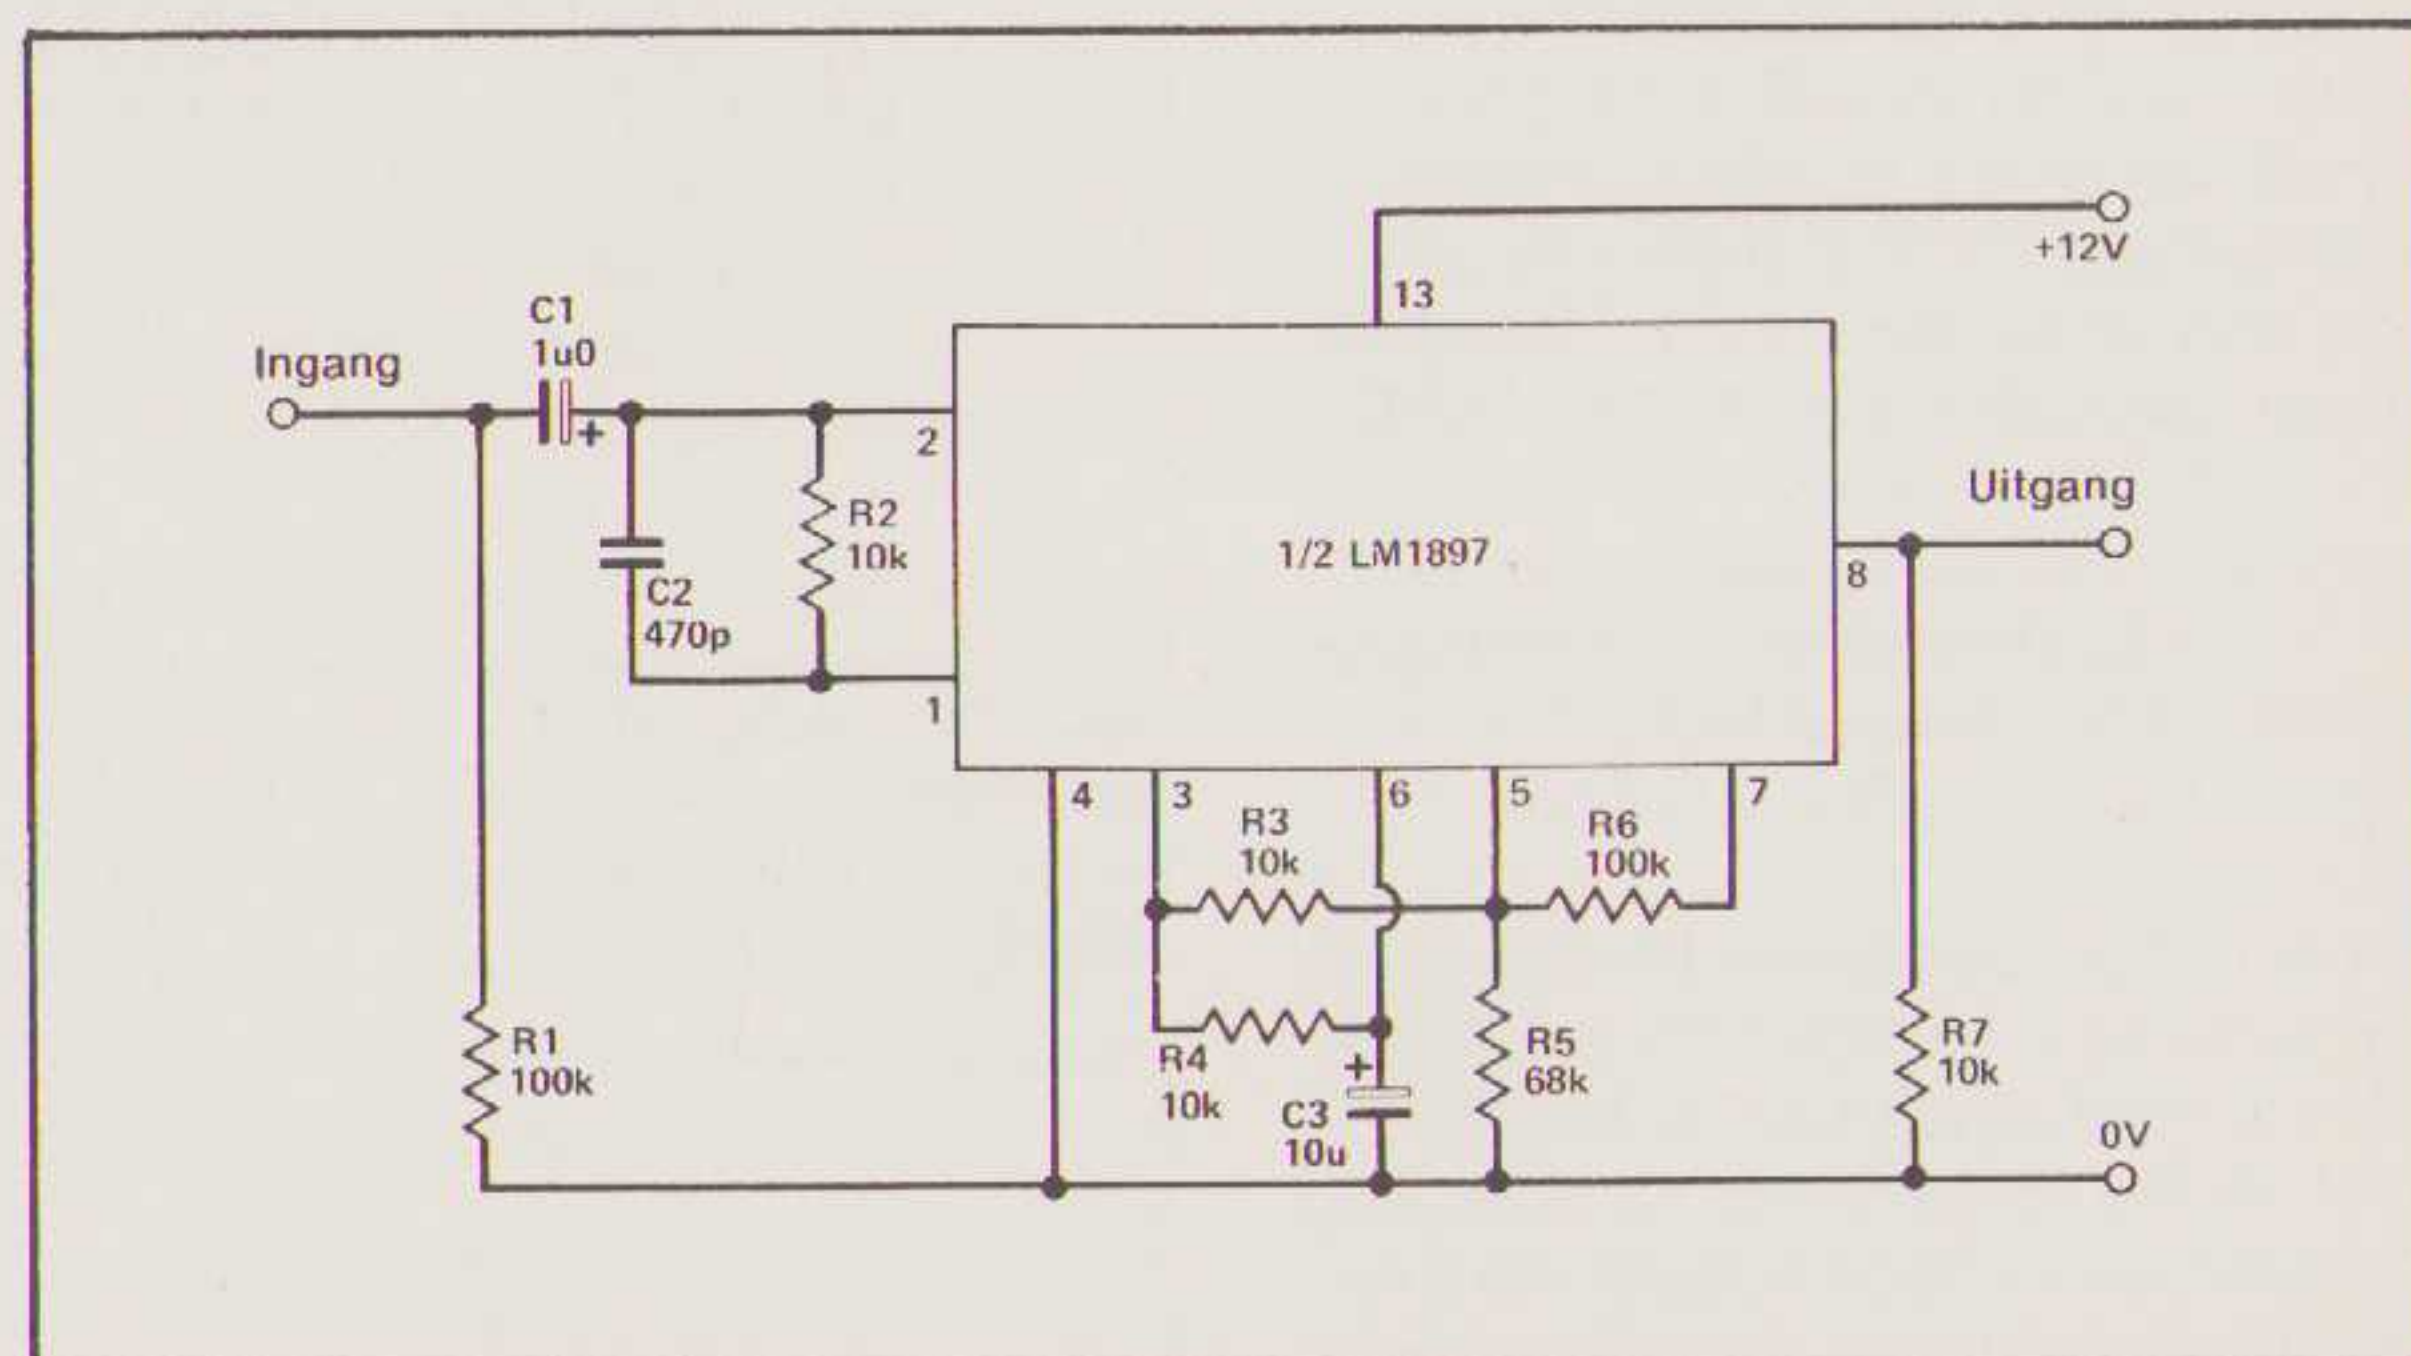 +12V
13
C1
1u0
Ingang
+
2
Uitgang
R2
10k
1/2 LM1897
8
C2
470p
1
4
3
6
5
7
R3
10k
R6
100k
R1
100k
R4
10k
+
C3
10u
R5
68k
R7
10k
0V